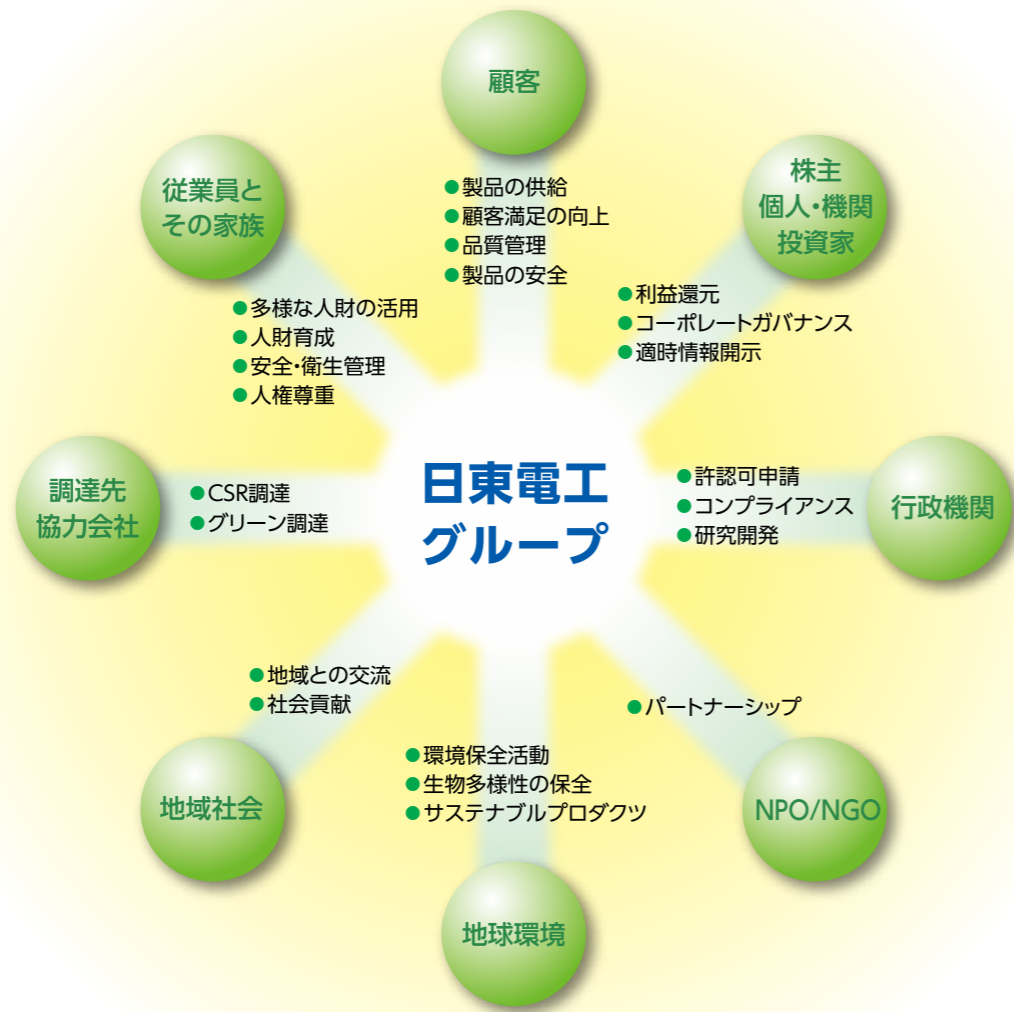 顧客
●製品の供給
●顧客満足の向上
●品質管理
●製品の安全
株主
個人・機関
投資家
●利益還元
●コーポレートガバナンス
●適時情報開示
従業員と
その家族
●多様な人財の活用
●人財育成
●安全・衛生管理
●人権尊重
調達先
協力会社
●CSR調達
●グリーン調達
日東電工
グループ
●許認可申請
●コンプライアンス
●研究開発
行政機関
●地域との交流
●社会貢献
地域社会
●環境保全活動
●生物多様性の保全
●サステナブルプロダクツ
地球環境
●パートナーシップ
NPO/NGO